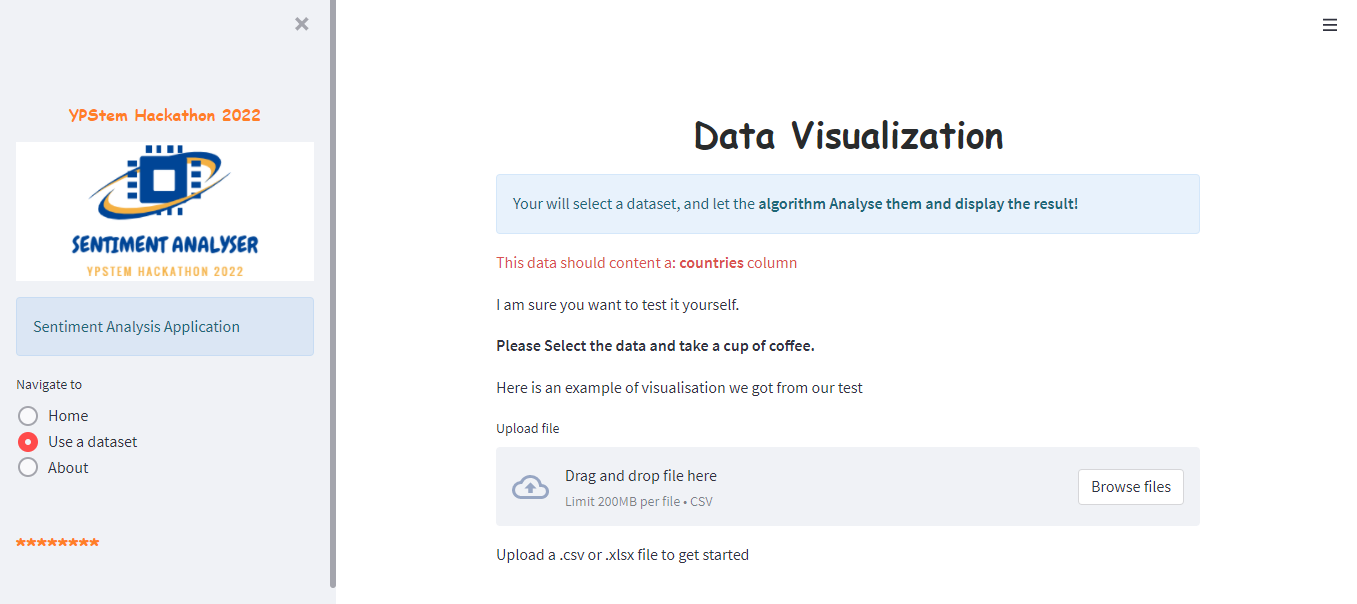 YPStem Hackathon 2022
SENTIMENT ANALYSER
YPSTEM HACKATHON 2022
Sentiment Analysis Application
Navigate to
Home
Use a dataset
About
********
Data Visualization
Your will select a dataset, and let the algorithm Analyse them and display the result!
This data should content a: countries column
I am sure you want to test it yourself.
Please Select the data and take a cup of coffee.
Here is an example of visualisation we got from our test
Upload file
Drag and drop file here
Limit 200MB per file • CSV
Browse files
Upload a .csv or .xlsx file to get started